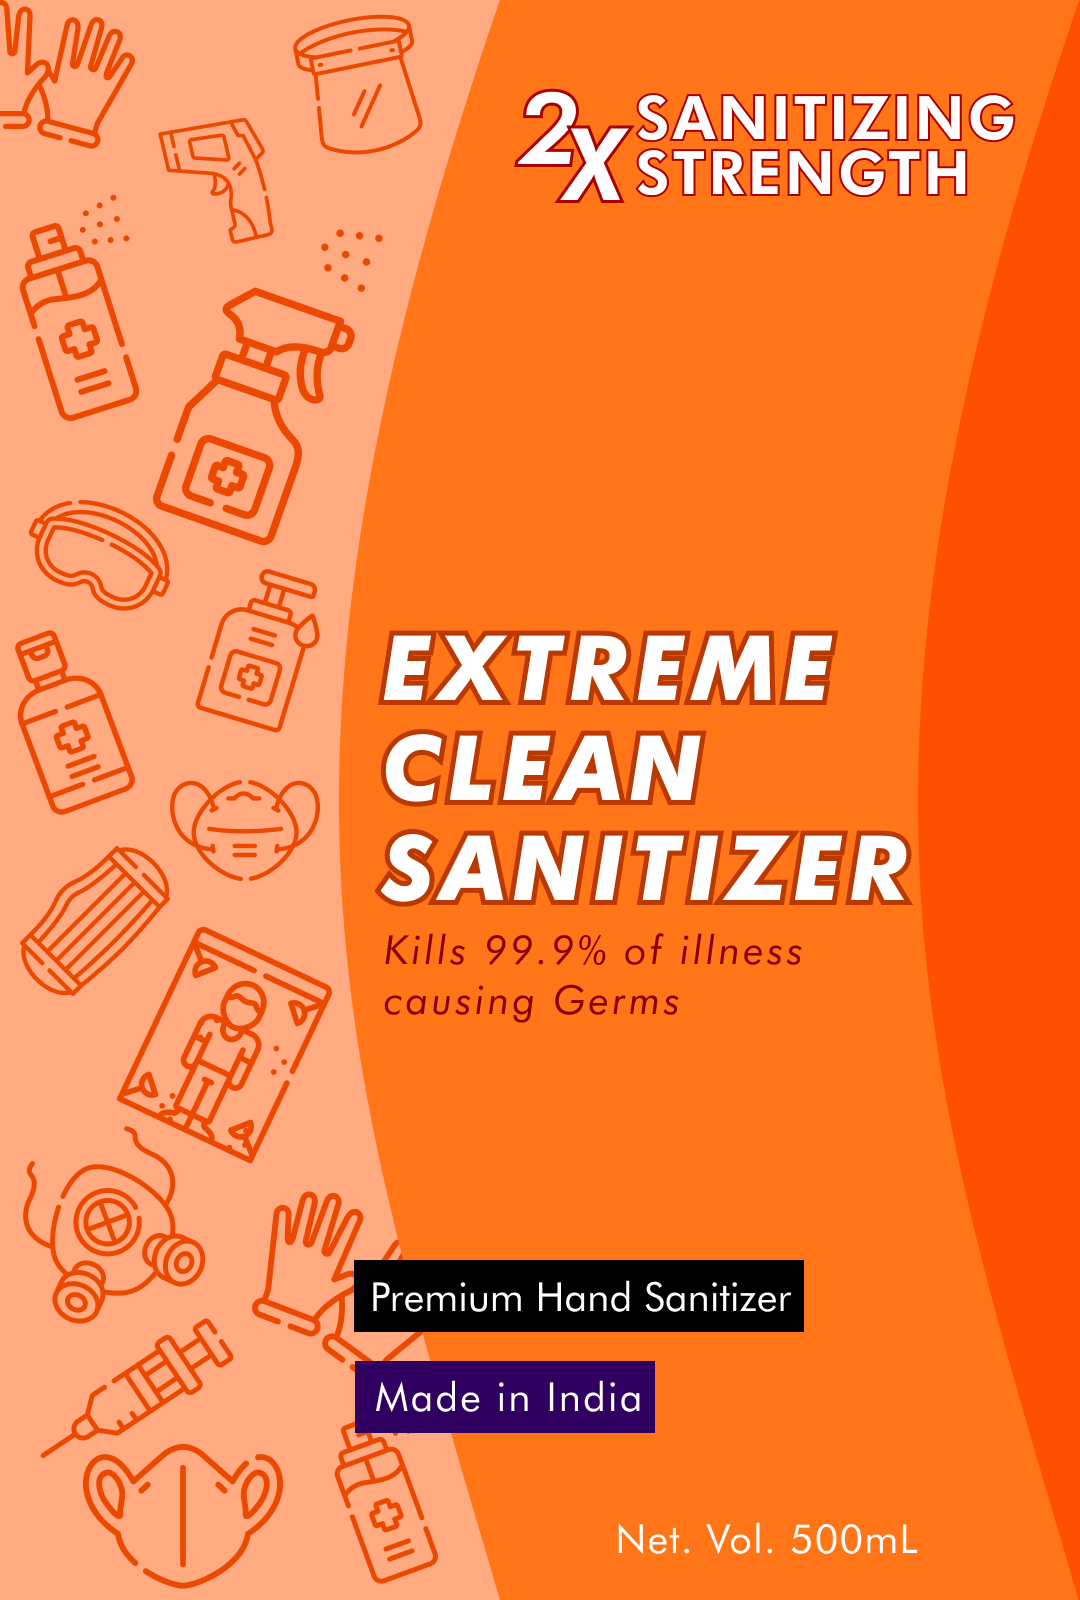 2X SANITIZING
STRENGTH
EXTREME
CLEAN
SANITIZER
Kills 99.9% of illness
causing Germs
Premium Hand Sanitizer
Made in India
Net. Vol. 500mL